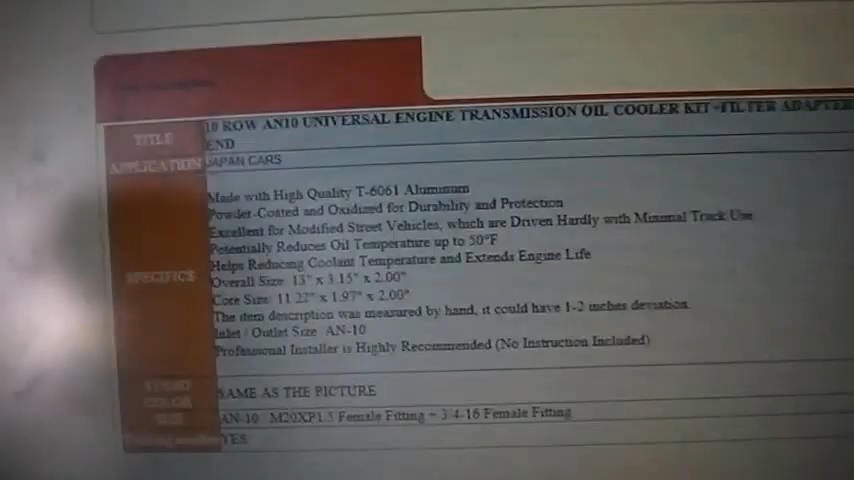 TITLE
10 ROW AN10 UNIVERSAL ENGINE TRANSMISSION OIL COOLER KIT +FILTER ADAPTER
END
APPLICATION
JAPAN CARS
SPECIFICS
Made with High Quality T-6061 Aluminum
Powder-Coated and Oxidized for Durability and Protection
Excellent for Modified Street Vehicles, which are Driven Hardly with Minimal Track Use
Potentially Reduces Oil Temperature up to 50°F
Helps Reducing Coolant Temperature and Extends Engine Life
Overall Size: 13" x 3.15" x 2.00"
Core Size: 11.22" x 1.97" x 2.00"
The item description was measured by hand, it could have 1-2 inches deviation.
Inlet / Outlet Size: AN-10
Professional Installer is Highly Recommended (No Instruction Included)
COLOR
SAME AS THE PICTURE
SIZE
AN-10 M20XP1.5 Female Fitting + 3/4-16 Female Fitting
YES